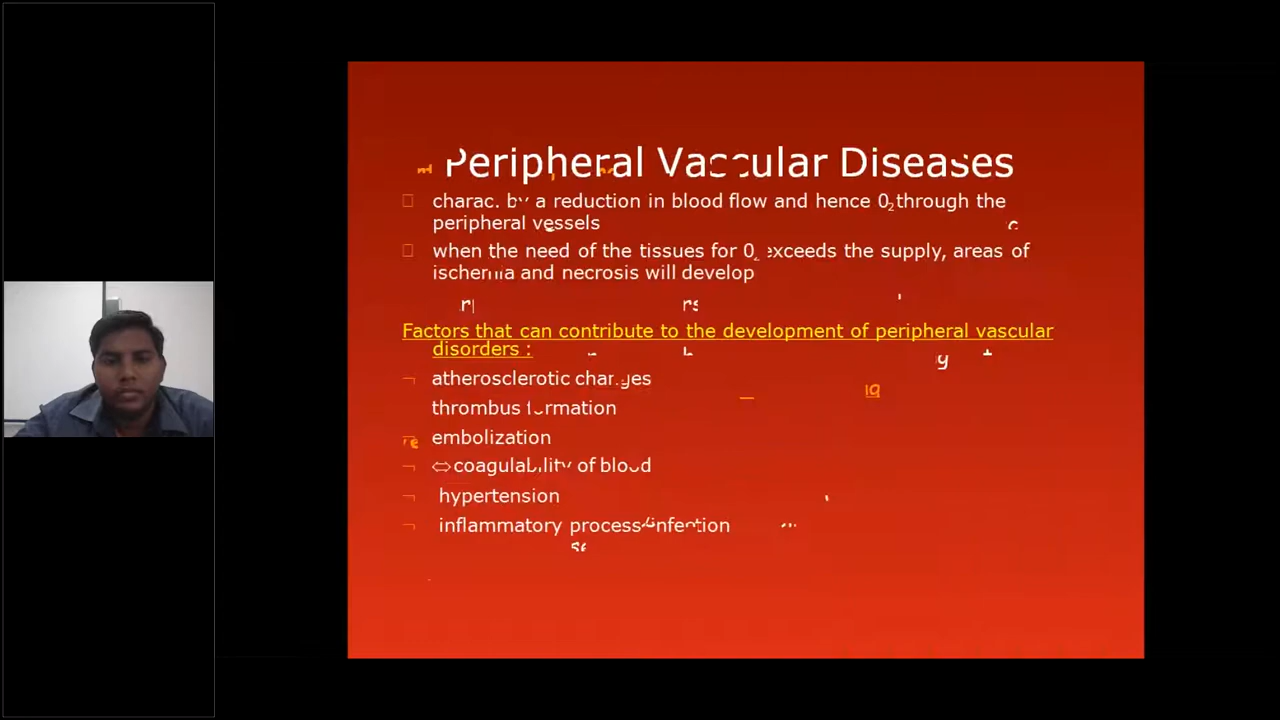 Peripheral Vascular Diseases
charac. by a reduction in blood flow and hence 0₂ through the
peripheral vessels
when the need of the tissues for 0₂ exceeds the supply, areas of
ischemia and necrosis will develop
Factors that can contribute to the development of peripheral vascular
disorders :
¬ atherosclerotic changes
thrombus formation
embolization
¬ ⇔coagulability of blood
¬ hypertension
¬ inflammatory process/infection